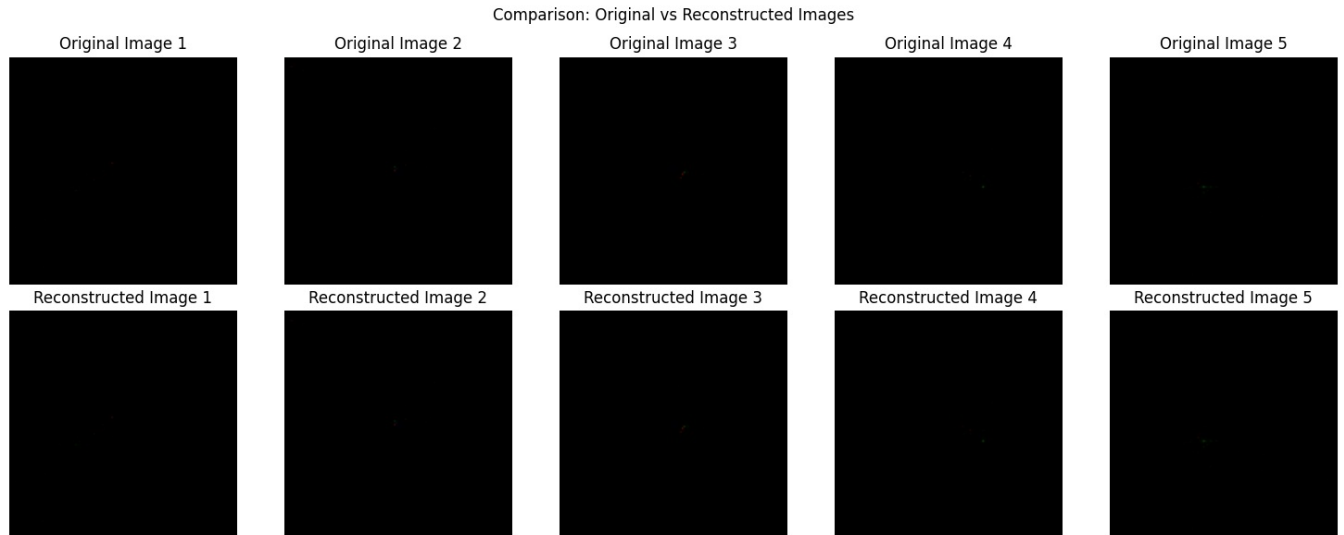 Comparison: Original vs Reconstructed Images
Original Image 1 Original Image 2 Original Image 3 Original Image 4 Original Image 5
Reconstructed Image 1 Reconstructed Image 2 Reconstructed Image 3 Reconstructed Image 4 Reconstructed Image 5